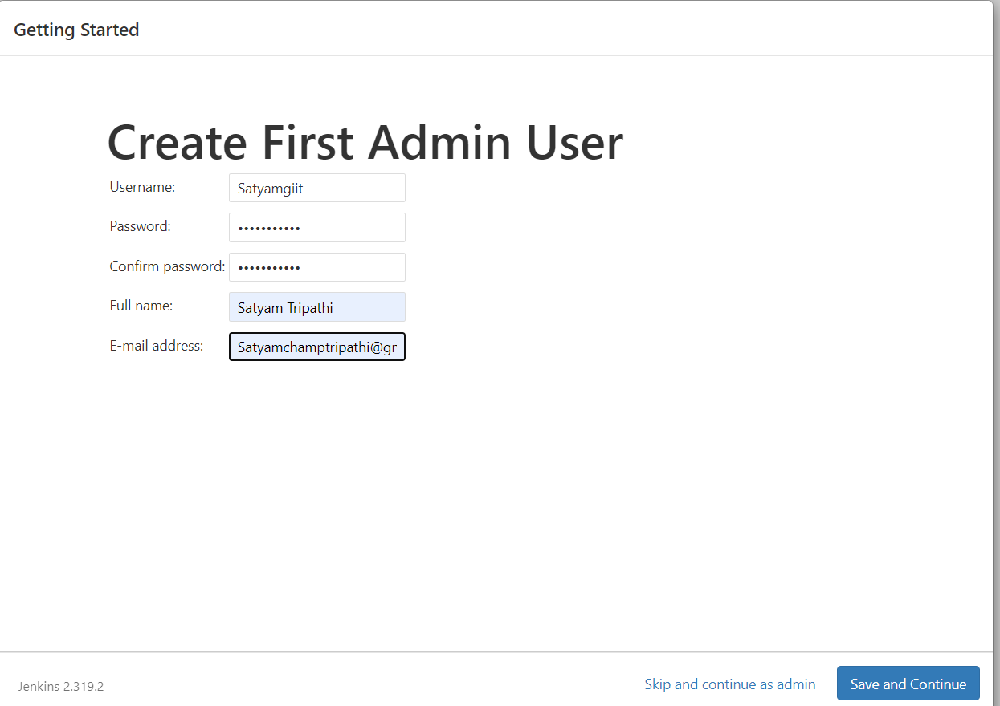 Getting Started
Create First Admin User
Username: Satyamgiit
Password: •••••••••••
Confirm password: •••••••••••
Full name: Satyam Tripathi
E-mail address: Satyamchamptripathi@gr
Jenkins 2.319.2
Skip and continue as admin
Save and Continue